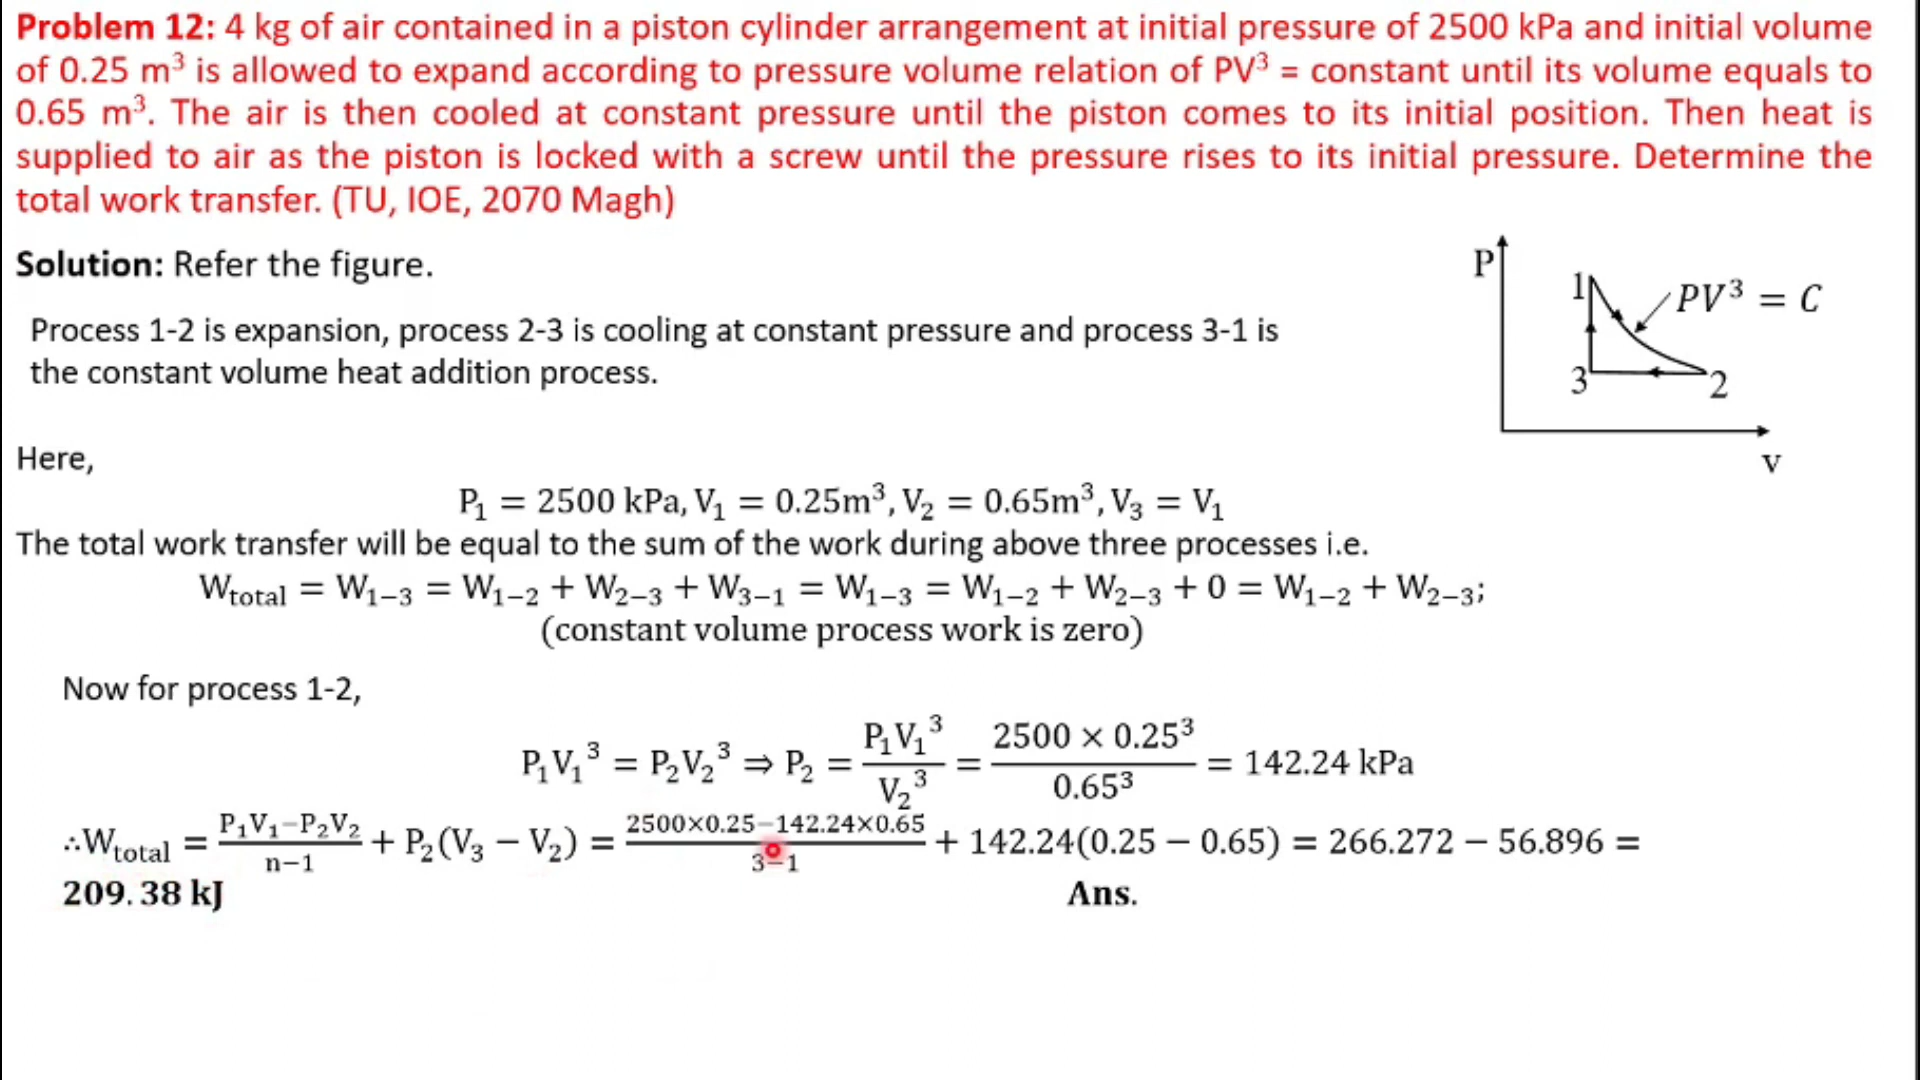 Problem 12: 4 kg of air contained in a piston cylinder arrangement at initial pressure of 2500 kPa and initial volume
of 0.25 m³ is allowed to expand according to pressure volume relation of PV³ = constant until its volume equals to
0.65 m³. The air is then cooled at constant pressure until the piston comes to its initial position. Then heat is
supplied to air as the piston is locked with a screw until the pressure rises to its initial pressure. Determine the
total work transfer. (TU, IOE, 2070 Magh)
Solution: Refer the figure.
P
1
PV³ = C
3
2
v
Process 1-2 is expansion, process 2-3 is cooling at constant pressure and process 3-1 is
the constant volume heat addition process.
Here,
P₁ = 2500 kPa, V₁ = 0.25m³, V₂ = 0.65m³, V₃ = V₁
The total work transfer will be equal to the sum of the work during above three processes i.e.
Wtotal = W₁₋₃ = W₁₋₂ + W₂₋₃ + W₃₋₁ = W₁₋₃ = W₁₋₂ + W₂₋₃ + 0 = W₁₋₂ + W₂₋₃;
(constant volume process work is zero)
Now for process 1-2,
P₁V₁³ = P₂V₂³ ⇒ P₂ = P₁V₁³/V₂³ = 2500 × 0.25³/0.65³ = 142.24 kPa
∴Wtotal = P₁V₁−P₂V₂/n−1 + P₂(V₃ − V₂) = 2500×0.25−142.24×0.65/3−1 + 142.24(0.25 − 0.65) = 266.272 − 56.896 =
209.38 kJ Ans.